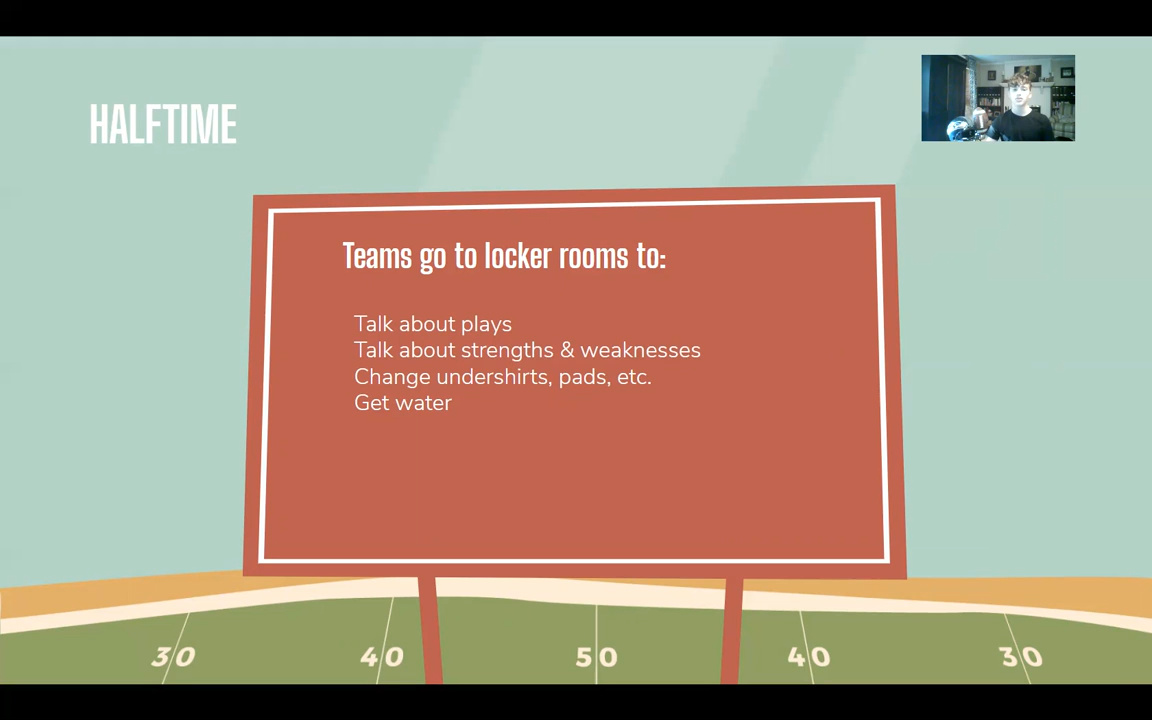 HALFTIME
Teams go to locker rooms to:
Talk about plays
Talk about strengths & weaknesses
Change undershirts, pads, etc.
Get water
30 40 50 40 30